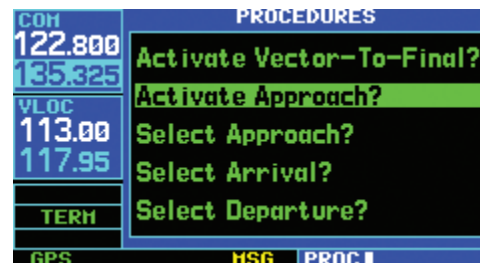 COM
122.800
135.325
VLOC
113.00
117.95
TERM
GPS
PROCEDURES
Activate Vector-To-Final?
Activate Approach?
Select Approach?
Select Arrival?
Select Departure?
MSG PROC